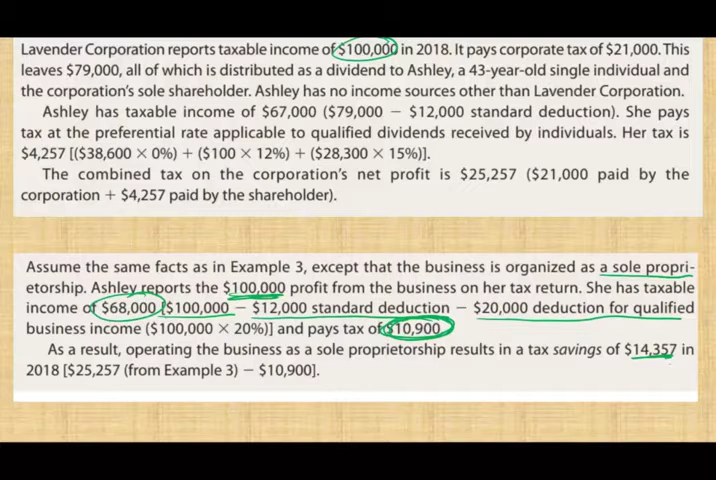 Lavender Corporation reports taxable income of $100,000 in 2018. It pays corporate tax of $21,000. This
leaves $79,000, all of which is distributed as a dividend to Ashley, a 43-year-old single individual and
the corporation's sole shareholder. Ashley has no income sources other than Lavender Corporation.
Ashley has taxable income of $67,000 ($79,000 − $12,000 standard deduction). She pays
tax at the preferential rate applicable to qualified dividends received by individuals. Her tax is
$4,257 [($38,600 × 0%) + ($100 × 12%) + ($28,300 × 15%)].
The combined tax on the corporation's net profit is $25,257 ($21,000 paid by the
corporation + $4,257 paid by the shareholder).
Assume the same facts as in Example 3, except that the business is organized as a sole propri-
etorship. Ashley reports the $100,000 profit from the business on her tax return. She has taxable
income of $68,000 [$100,000 − $12,000 standard deduction − $20,000 deduction for qualified
business income ($100,000 × 20%)] and pays tax of $10,900.
As a result, operating the business as a sole proprietorship results in a tax savings of $14,357 in
2018 [$25,257 (from Example 3) − $10,900].